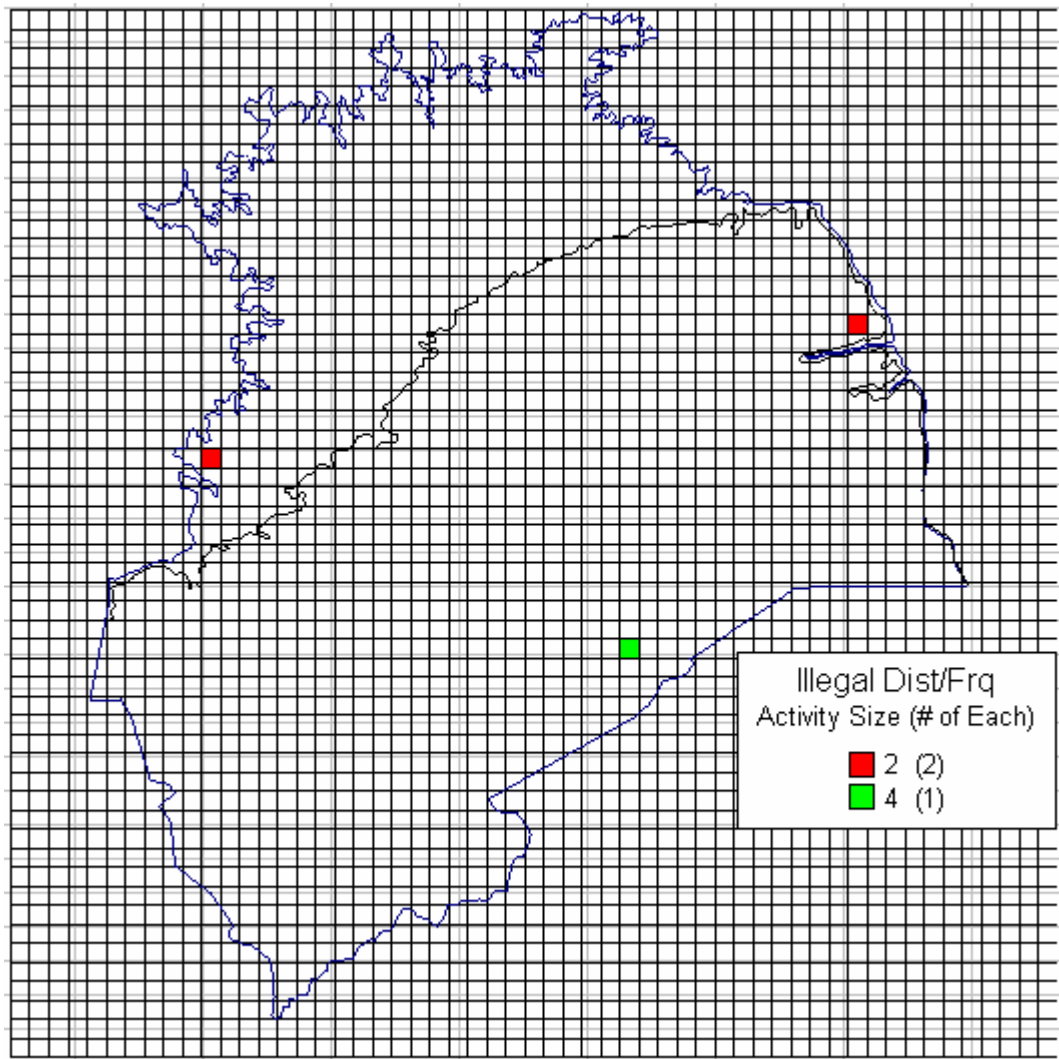 Illegal Dist/Frq
Activity Size (# of Each)
2 (2)
4 (1)